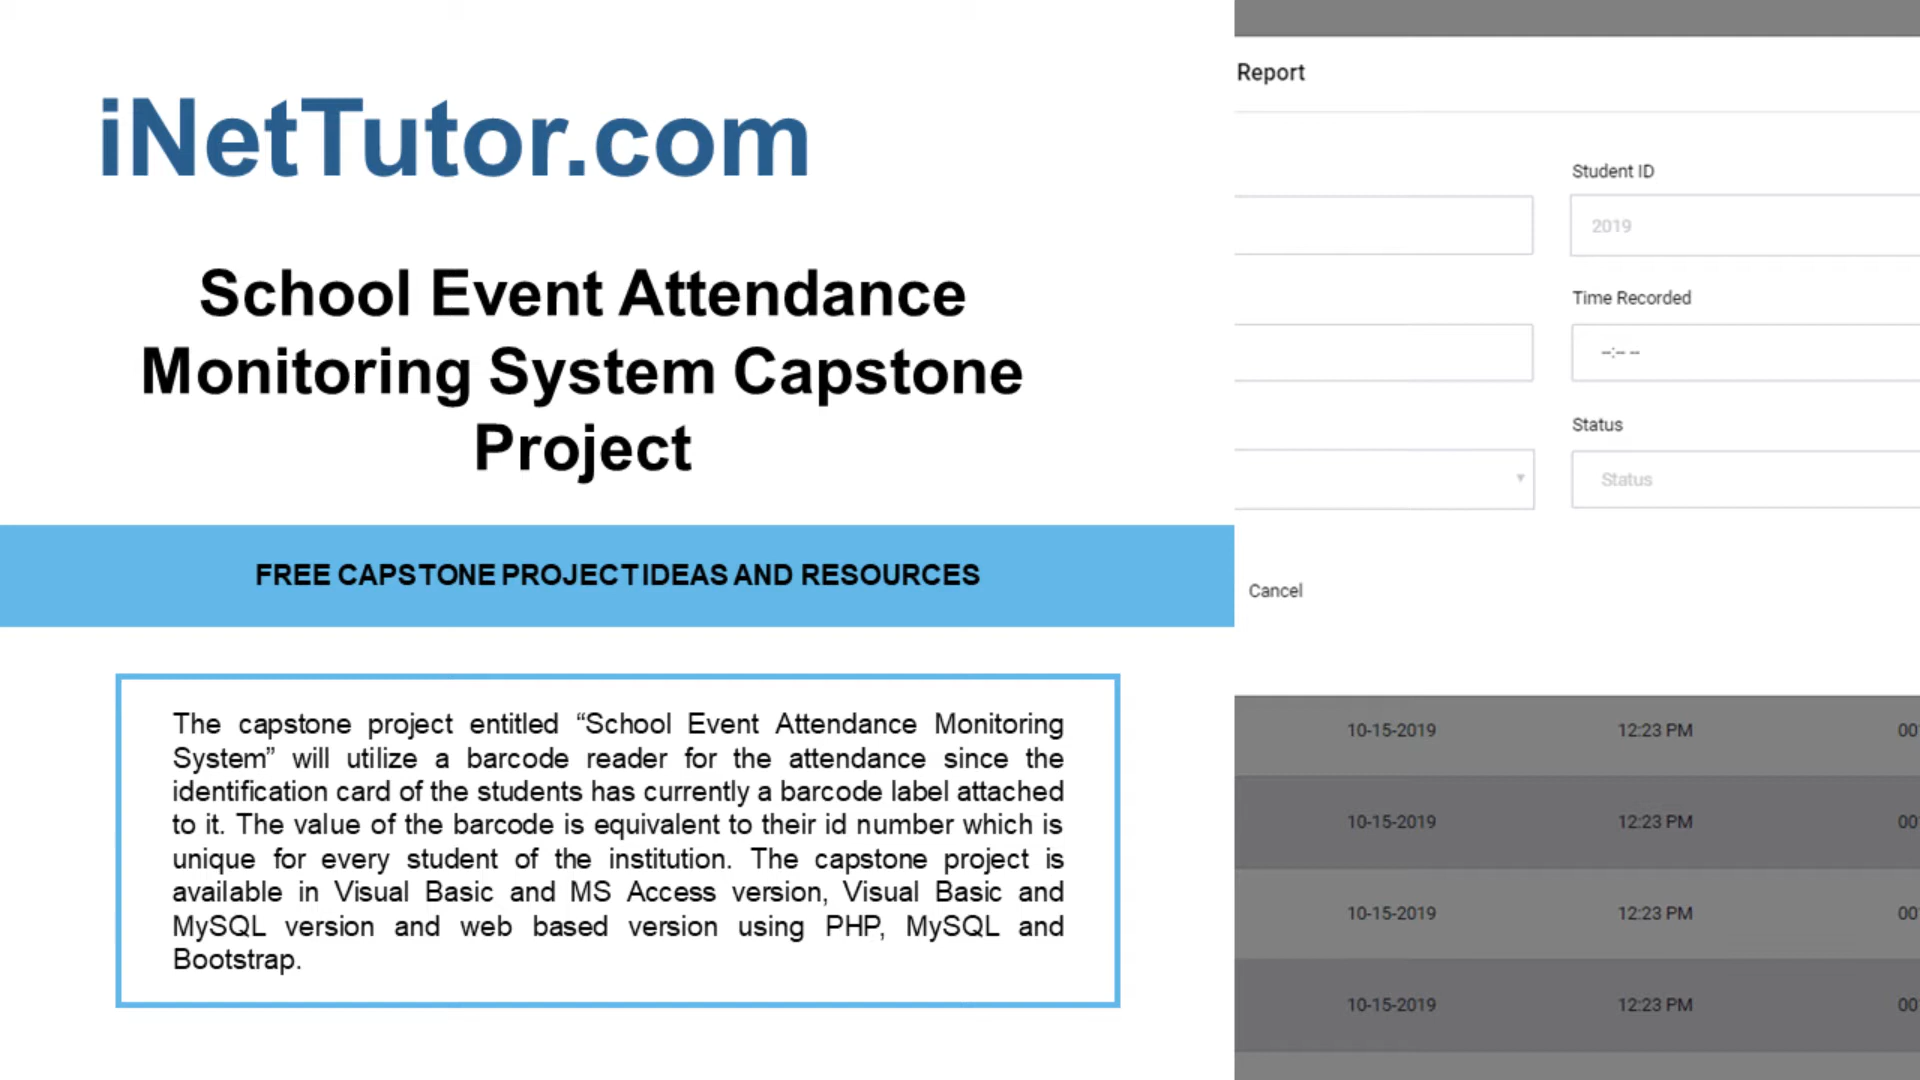 iNetTutor.com
School Event Attendance
Monitoring System Capstone
Project
FREE CAPSTONE PROJECT IDEAS AND RESOURCES
The capstone project entitled “School Event Attendance Monitoring
System” will utilize a barcode reader for the attendance since the
identification card of the students has currently a barcode label attached
to it. The value of the barcode is equivalent to their id number which is
unique for every student of the institution. The capstone project is
available in Visual Basic and MS Access version, Visual Basic and
MySQL version and web based version using PHP, MySQL and
Bootstrap.
Report
Student ID
2019
Time Recorded
--:-- --
Status
Status
Cancel
10-15-2019 12:23 PM 00
10-15-2019 12:23 PM 00
10-15-2019 12:23 PM 00
10-15-2019 12:23 PM 00